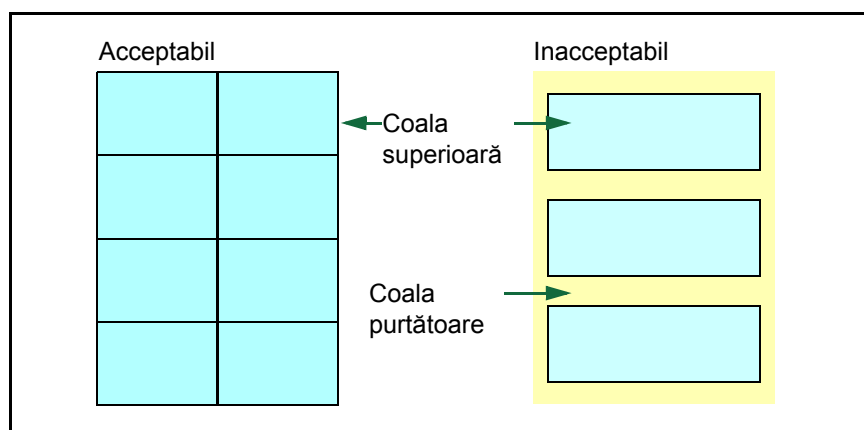 Acceptabil
Inacceptabil
Coala
superioară
Coala
purtătoare